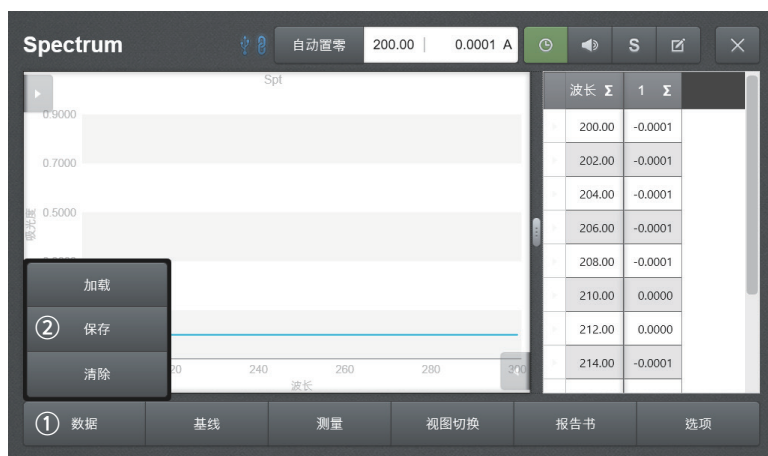 Spectrum 自动置零 200.00 | 0.0001 A S
Spt
0.9000
0.7000
0.5000
吸光度
加载
② 保存
清除
20 240 260 280 300
波长
波长 Σ 1 Σ
200.00 -0.0001
202.00 -0.0001
204.00 -0.0001
206.00 -0.0001
208.00 -0.0001
210.00 0.0000
212.00 0.0000
214.00 -0.0001
① 数据 基线 测量 视图切换 报告书 选项